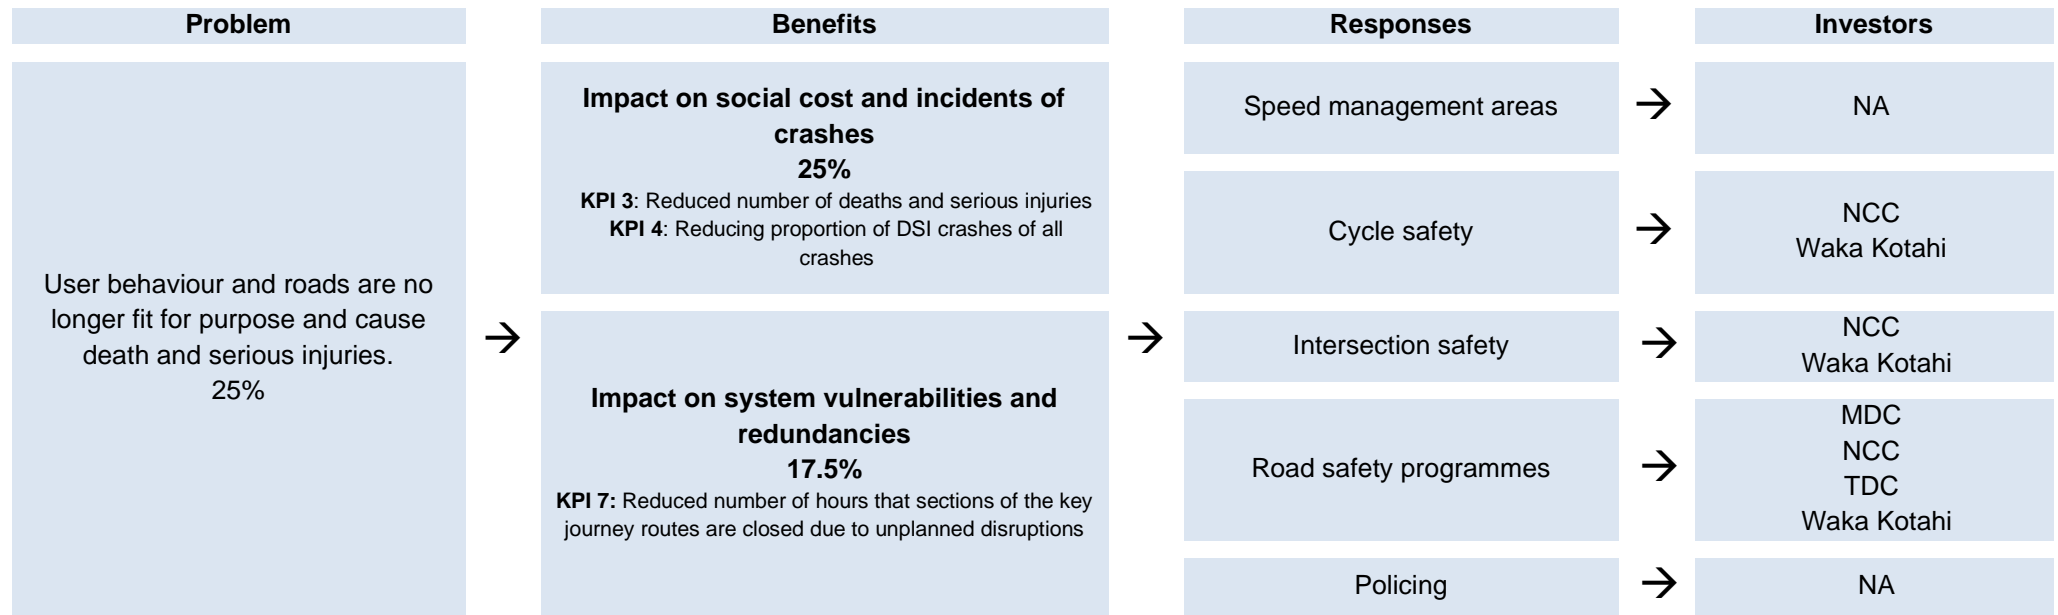 Problem
Benefits
Responses
Investors
User behaviour and roads are no
longer fit for purpose and cause
death and serious injuries.
25%
→
Impact on social cost and incidents of
crashes
25%
KPI 3: Reduced number of deaths and serious injuries
KPI 4: Reducing proportion of DSI crashes of all
crashes
Impact on system vulnerabilities and
redundancies
17.5%
KPI 7: Reduced number of hours that sections of the key
journey routes are closed due to unplanned disruptions
→
Speed management areas
→
NA
Cycle safety
→
NCC
Waka Kotahi
Intersection safety
→
NCC
Waka Kotahi
Road safety programmes
→
MDC
NCC
TDC
Waka Kotahi
Policing
→
NA